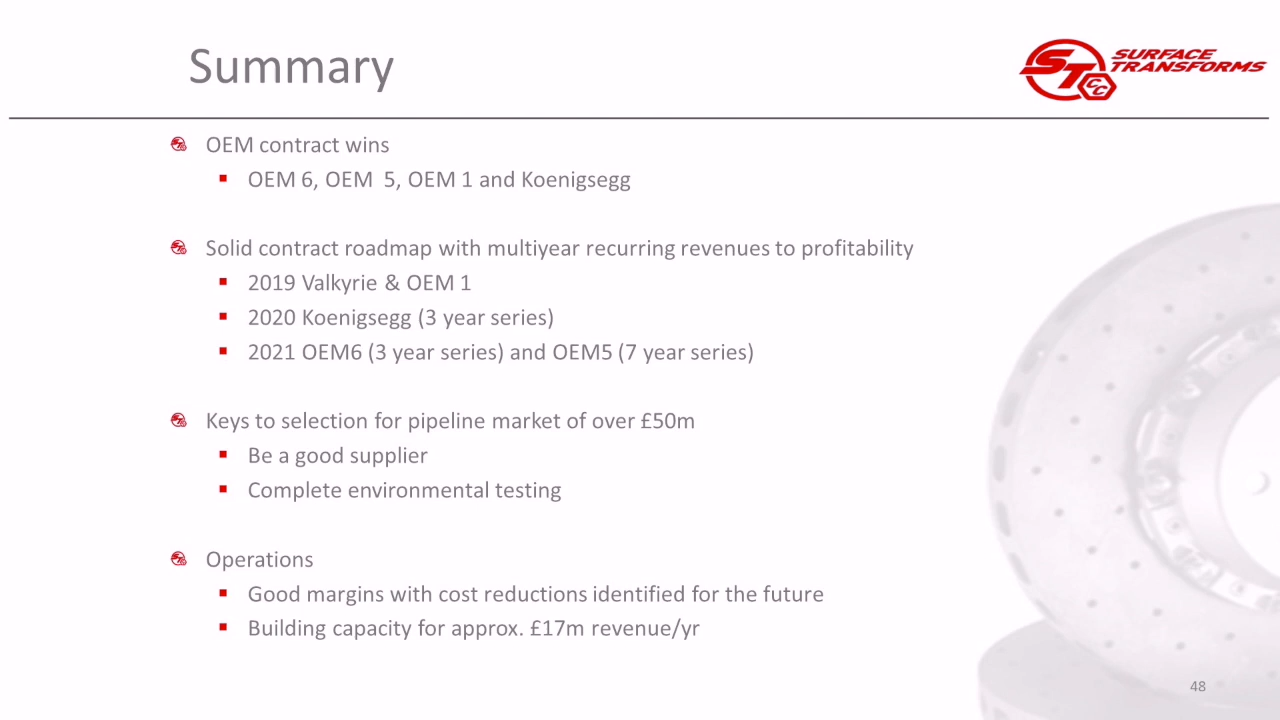 Summary
STCC
SURFACE
TRANSFORMS
OEM contract wins
OEM 6, OEM 5, OEM 1 and Koenigsegg
Solid contract roadmap with multiyear recurring revenues to profitability
2019 Valkyrie & OEM 1
2020 Koenigsegg (3 year series)
2021 OEM6 (3 year series) and OEM5 (7 year series)
Keys to selection for pipeline market of over £50m
Be a good supplier
Complete environmental testing
Operations
Good margins with cost reductions identified for the future
Building capacity for approx. £17m revenue/yr
48